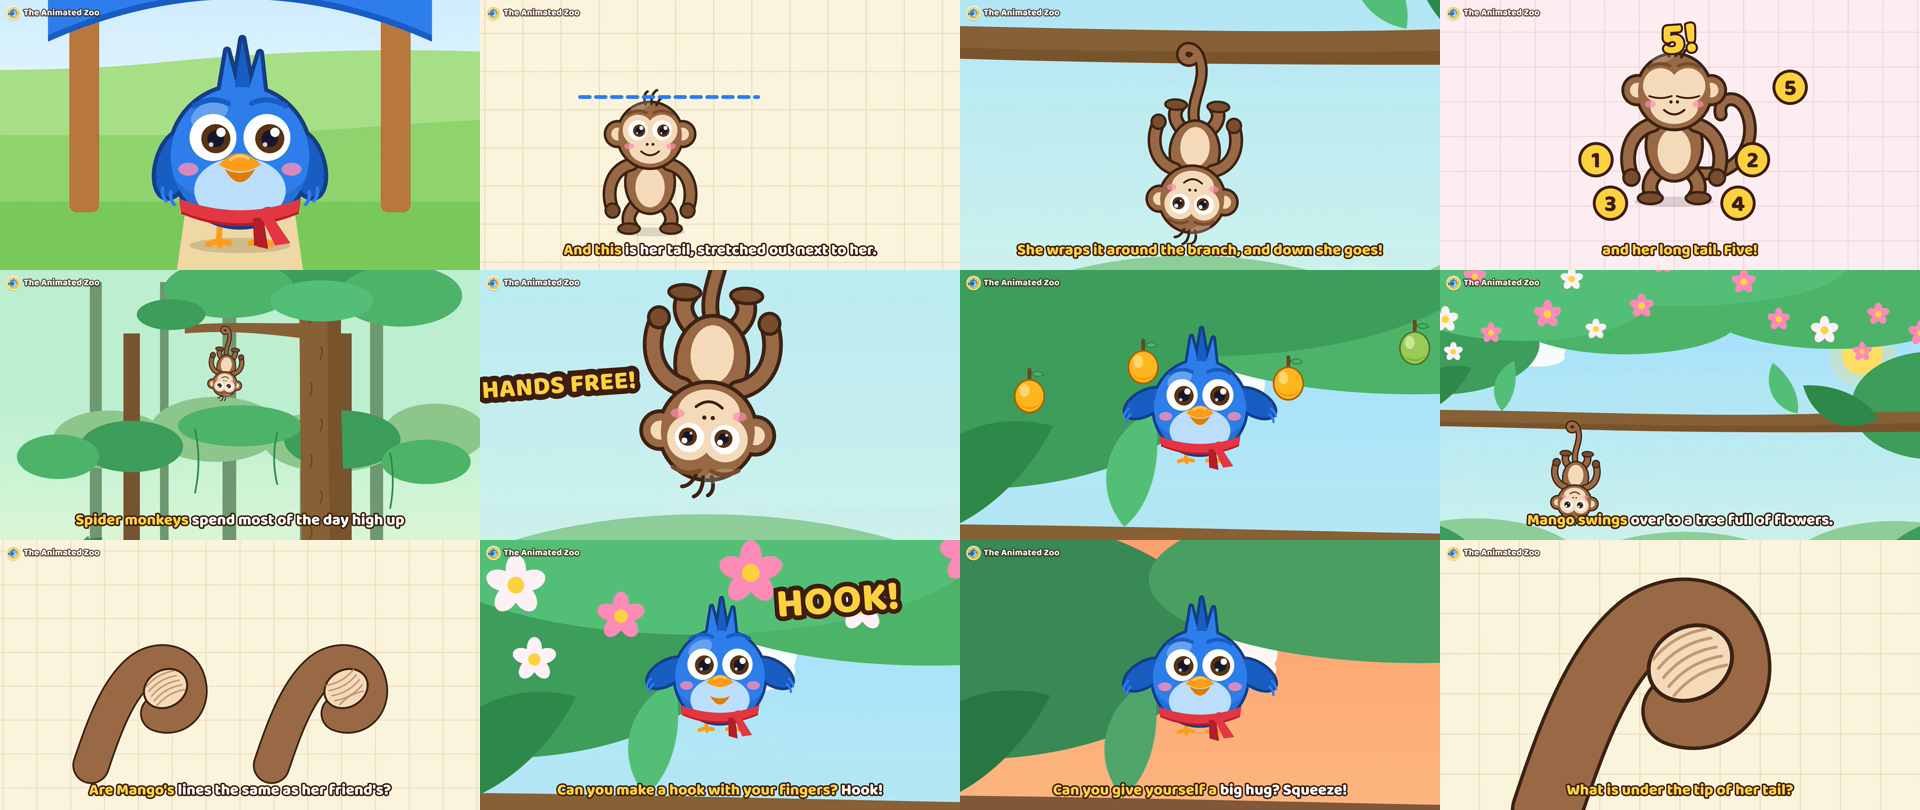 The Animated Zoo
The Animated Zoo
And this is her tail, stretched out next to her.
The Animated Zoo
She wraps it around the branch, and down she goes!
The Animated Zoo
5!
5
1
2
3
4
and her long tail. Five!
The Animated Zoo
Spider monkeys spend most of the day high up
The Animated Zoo
HANDS FREE!
The Animated Zoo
The Animated Zoo
Mango swings over to a tree full of flowers.
The Animated Zoo
Are Mango's lines the same as her friend's?
The Animated Zoo
HOOK!
Can you make a hook with your fingers? Hook!
The Animated Zoo
Can you give yourself a big hug? Squeeze!
The Animated Zoo
What is under the tip of her tail?